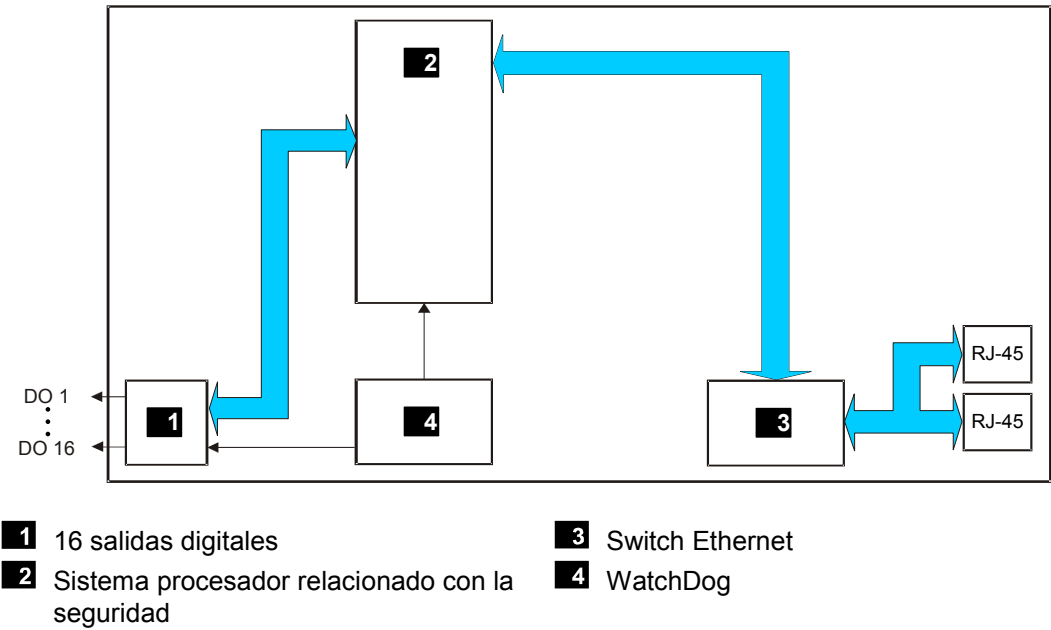 2
RJ-45
DO 1
1
4
3
RJ-45
DO 16
1 16 salidas digitales
2 Sistema procesador relacionado con la
seguridad
3 Switch Ethernet
4 WatchDog